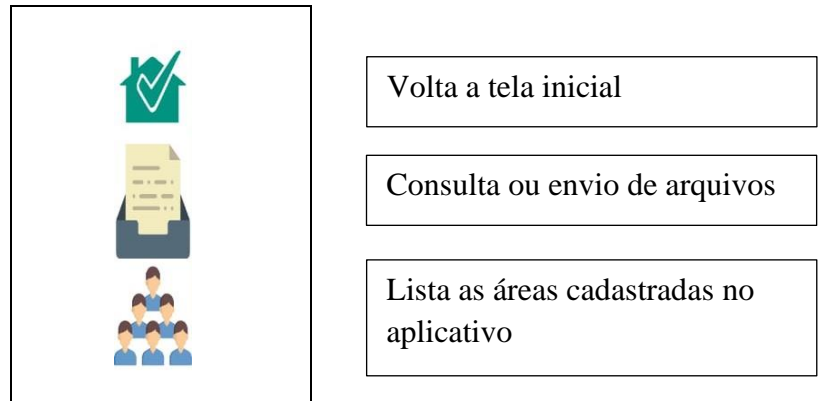 Volta a tela inicial
Consulta ou envio de arquivos
Lista as áreas cadastradas no
aplicativo